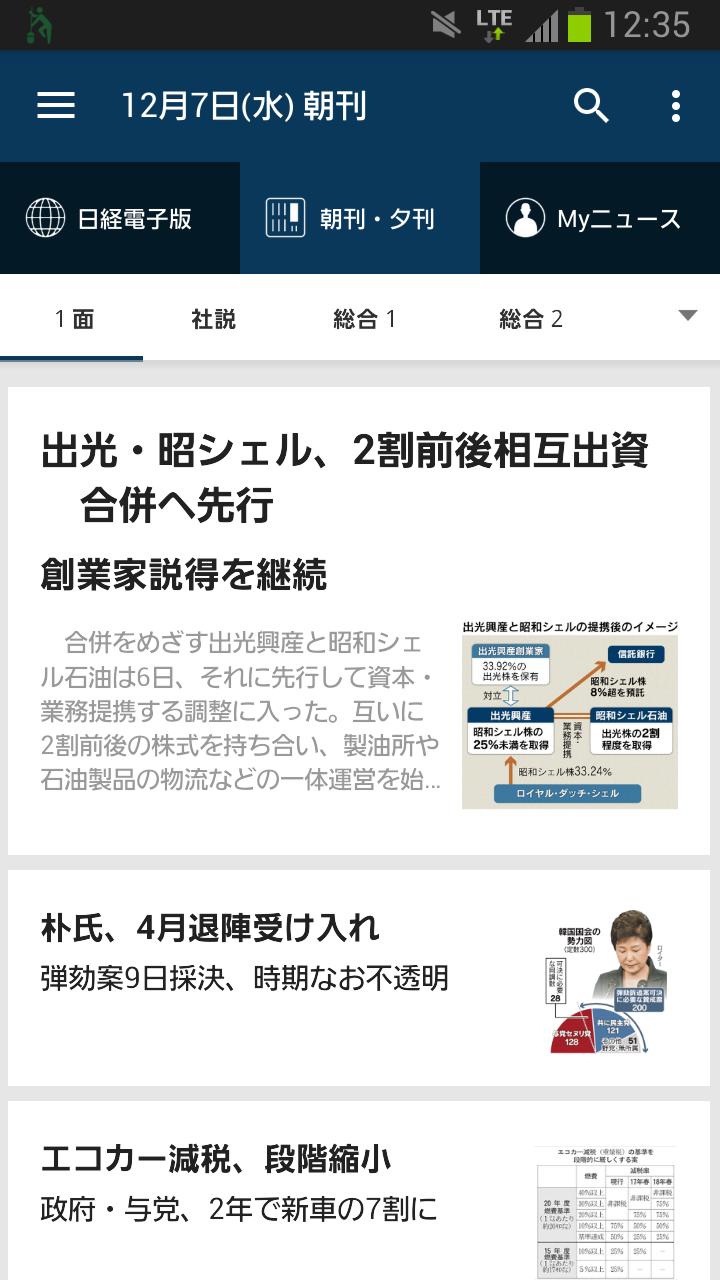 LTE 12:35
12月7日(水) 朝刊
日経電子版 朝刊・夕刊 Myニュース
1面 社説 総合1 総合2
出光・昭シェル、2割前後相互出資
合併へ先行
創業家説得を継続
合併をめざす出光興産と昭和シェ
ル石油は6日、それに先行して資本・
業務提携する調整に入った。互いに
2割前後の株式を持ち合い、製油所や
石油製品の物流などの一体運営を始…
出光興産と昭和シェルの提携後のイメージ
出光興産創業家
33.92%の
出光株を保有
信託銀行
昭和シェル株
8%超を預託
対立
出光興産
昭和シェル株の
25%未満を取得
資本・
業務提携
昭和シェル石油
出光株の2割
程度を取得
昭和シェル株33.24%
ロイヤル・ダッチ・シェル
朴氏、4月退陣受け入れ
弾劾案9日採決、時期なお不透明
韓国国会の
勢力図
(定数300)
ロイター
可決に必要
な同調数
28
弾劾訴追案可決
に必要な賛成票
200
与党セヌリ党
128
共に民主党
121
その他 51
野党・無所属
エコカー減税、段階縮小
政府・与党、2年で新車の7割に
エコカー減税(重量税)の基準を
段階的に厳しくする案
燃費 減税率
現行 17年春 18年春
20年度
燃費基準
40%以上
30%以上
20%以上
10%以上 75% 50% 50%
基準達成 50% 25% 25%
非課税
非課税
非課税
75%
75% 75%
15年度
燃費基準
10%以上 25% 25% －
5%以上 25% － －